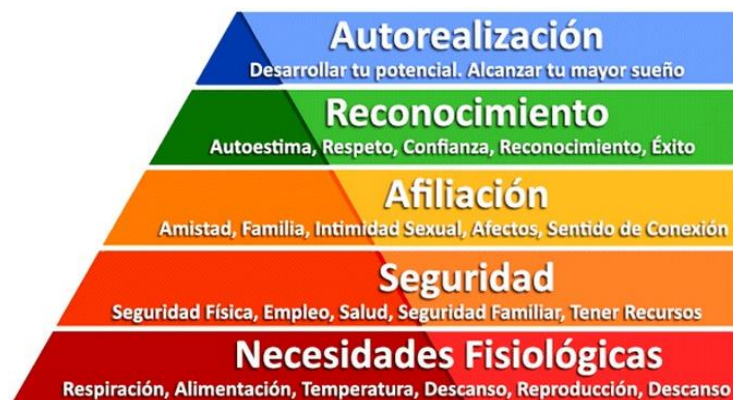 Autorealización
Desarrollar tu potencial. Alcanzar tu mayor sueño
Reconocimiento
Autoestima, Respeto, Confianza, Reconocimiento, Éxito
Afiliación
Amistad, Familia, Intimidad Sexual, Afectos, Sentido de Conexión
Seguridad
Seguridad Física, Empleo, Salud, Seguridad Familiar, Tener Recursos
Necesidades Fisiológicas
Respiración, Alimentación, Temperatura, Descanso, Reproducción, Descanso